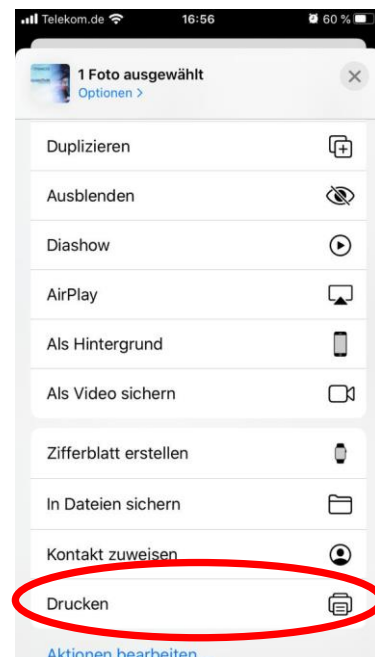 Telekom.de 16:56 60 %
1 Foto ausgewählt
Optionen >
Duplizieren
Ausblenden
Diashow
AirPlay
Als Hintergrund
Als Video sichern
Zifferblatt erstellen
In Dateien sichern
Kontakt zuweisen
Drucken
Aktionen bearbeiten